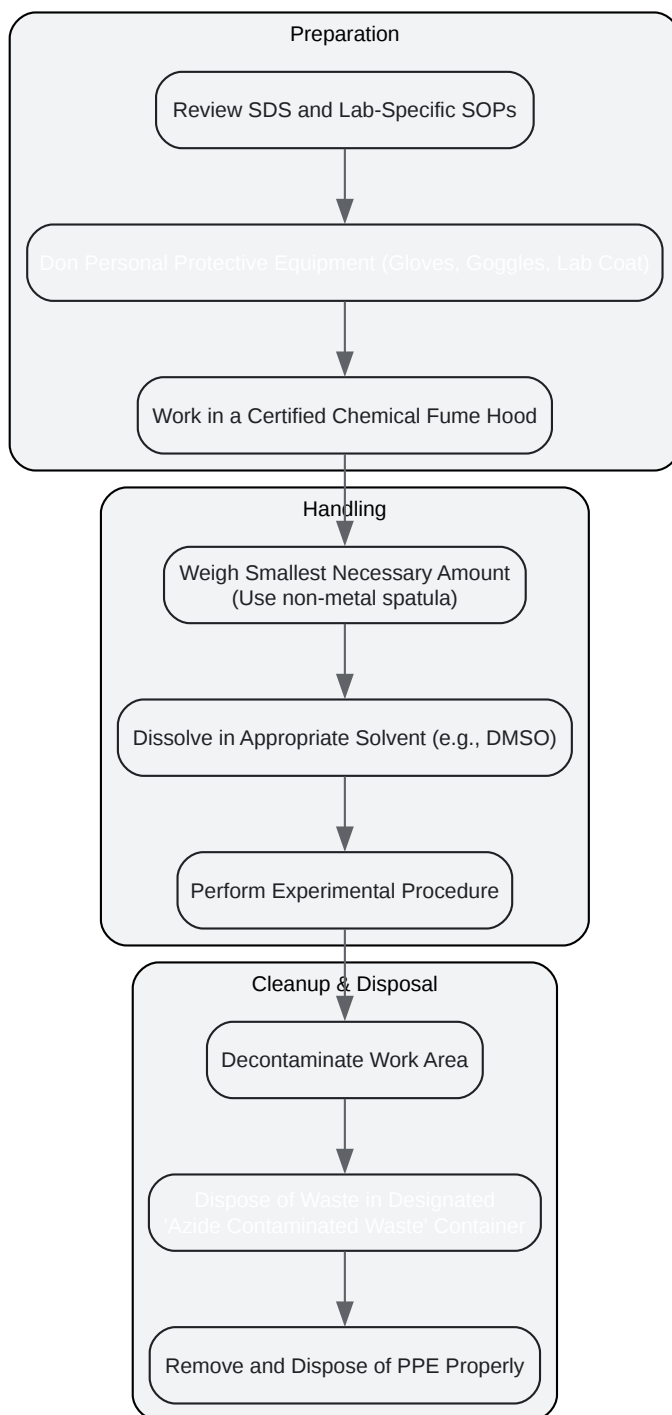 Preparation
Review SDS and Lab-Specific SOPs
Don Personal Protective Equipment (Gloves, Goggles, Lab Coat)
Work in a Certified Chemical Fume Hood
Handling
Weigh Smallest Necessary Amount
(Use non-metal spatula)
Dissolve in Appropriate Solvent (e.g., DMSO)
Perform Experimental Procedure
Cleanup & Disposal
Decontaminate Work Area
Dispose of Waste in Designated
'Azide Contaminated Waste' Container
Remove and Dispose of PPE Properly